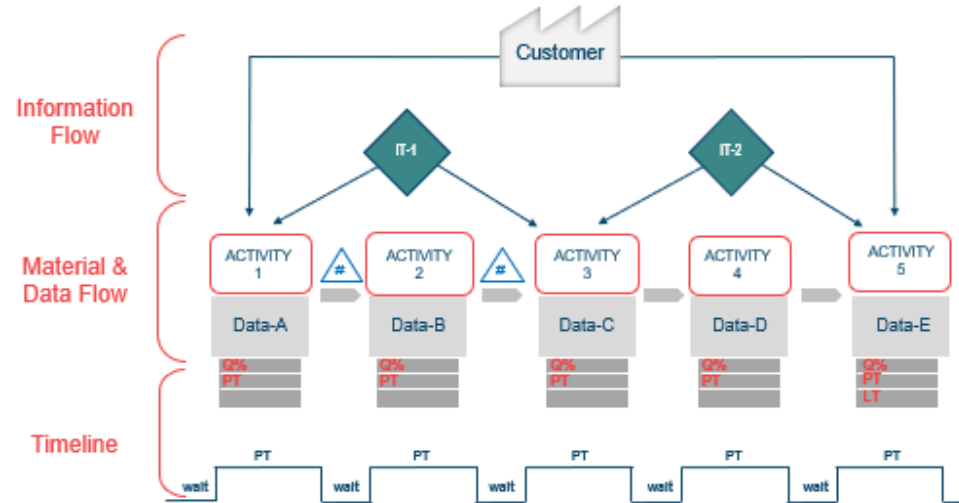 Customer
Information
Flow
IT-1
IT-2
Material &
Data Flow
ACTIVITY
1
#
ACTIVITY
2
#
ACTIVITY
3
ACTIVITY
4
ACTIVITY
5
Data-A
Data-B
Data-C
Data-D
Data-E
Q%
Q%
Q%
Q%
Q%
PT
PT
PT
PT
PT
LT
Timeline
PT
PT
PT
PT
PT
wait
wait
wait
wait
wait